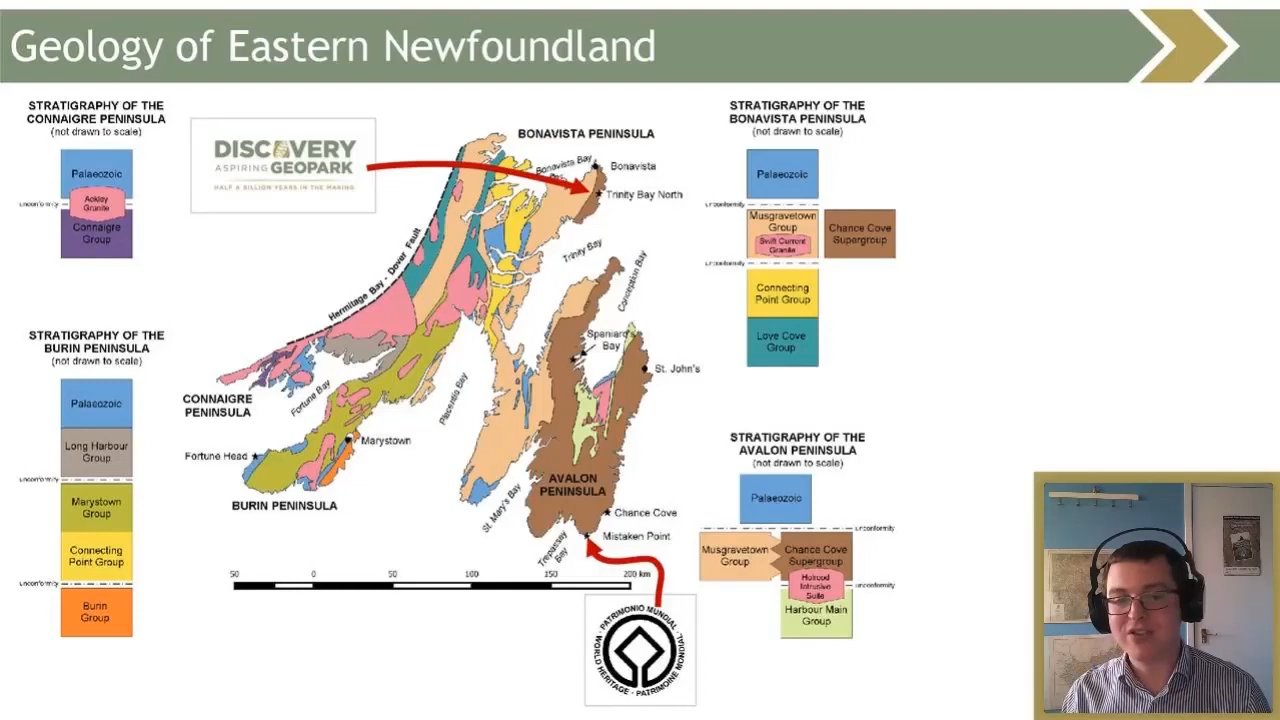 Geology of Eastern Newfoundland
STRATIGRAPHY OF THE
CONNAIGRE PENINSULA
(not drawn to scale)
Palaeozoic
unconformity
Ackley
Granite
Connaigre
Group
STRATIGRAPHY OF THE
BURIN PENINSULA
(not drawn to scale)
Palaeozoic
Long Harbour
Group
unconformity
Marystown
Group
Connecting
Point Group
unconformity
Burin
Group
DISCOVERY
ASPIRING GEOPARK
HALF A BILLION YEARS IN THE MAKING
BONAVISTA PENINSULA
Bonavista Bay
Bonavista
Trinity Bay North
Trinity Bay
Conception Bay
Hermitage Bay - Dover Fault
Spaniard's
Bay
St. John's
CONNAIGRE
PENINSULA
Fortune Bay
Placentia Bay
Marystown
Fortune Head
BURIN PENINSULA
AVALON
PENINSULA
St. Mary's Bay
Chance Cove
Mistaken Point
Trepassey
Bay
50 0 50 100 150 200 km
WORLD HERITAGE · PATRIMONIO MUNDIAL · PATRIMOINE MONDIAL
STRATIGRAPHY OF THE
BONAVISTA PENINSULA
(not drawn to scale)
Palaeozoic
unconformity
Musgravetown
Group
Swift Current
Granite
Chance Cove
Supergroup
unconformity
Connecting
Point Group
Love Cove
Group
STRATIGRAPHY OF THE
AVALON PENINSULA
(not drawn to scale)
Palaeozoic
unconformity
Musgravetown
Group
Chance Cove
Supergroup
Holrood
Intrusive
Suite
unconformity
Harbour Main
Group